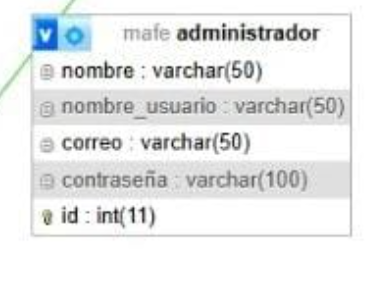 v mafe administrador
nombre : varchar(50)
nombre_usuario : varchar(50)
correo : varchar(50)
contraseña : varchar(100)
id : int(11)